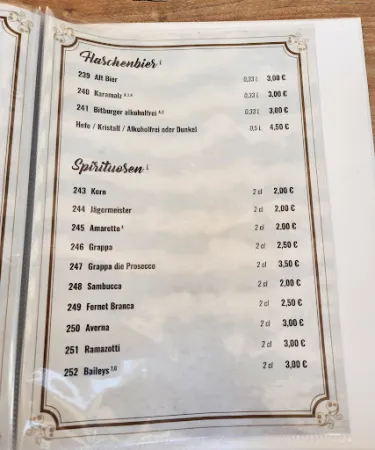 Flaschenbier
239 Alt Bier 0,33 L 3,00 €
240 Karamalz 0,33 L 3,00 €
241 Bitburger alkoholfrei 0,33 L 3,00 €
Hefe / Kristall / Alkoholfrei oder Dunkel 0,5 L 4,50 €
Spirituosen
243 Korn 2 cl 2,00 €
244 Jägermeister 2 cl 2,00 €
245 Amaretto 2 cl 2,00 €
246 Grappa 2 cl 2,50 €
247 Grappa die Prosecco 2 cl 3,50 €
248 Sambucca 2 cl 2,00 €
249 Fernet Branca 2 cl 2,50 €
250 Averna 2 cl 3,00 €
251 Ramazotti 2 cl 3,00 €
252 Baileys 2 cl 3,00 €